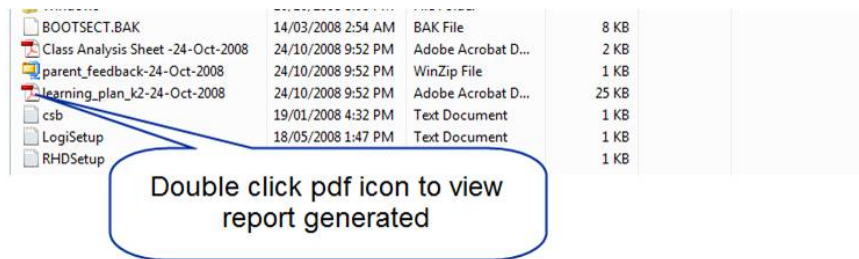 BOOTSECT.BAK 14/03/2008 2:54 AM BAK File 8 KB
Class Analysis Sheet -24-Oct-2008 24/10/2008 9:52 PM Adobe Acrobat D... 2 KB
parent_feedback-24-Oct-2008 24/10/2008 9:52 PM WinZip File 1 KB
learning_plan_k2-24-Oct-2008 24/10/2008 9:52 PM Adobe Acrobat D... 25 KB
csb 19/01/2008 4:32 PM Text Document 1 KB
LogiSetup 18/05/2008 1:47 PM Text Document 1 KB
RHDSetup 1 KB
Double click pdf icon to view
report generated